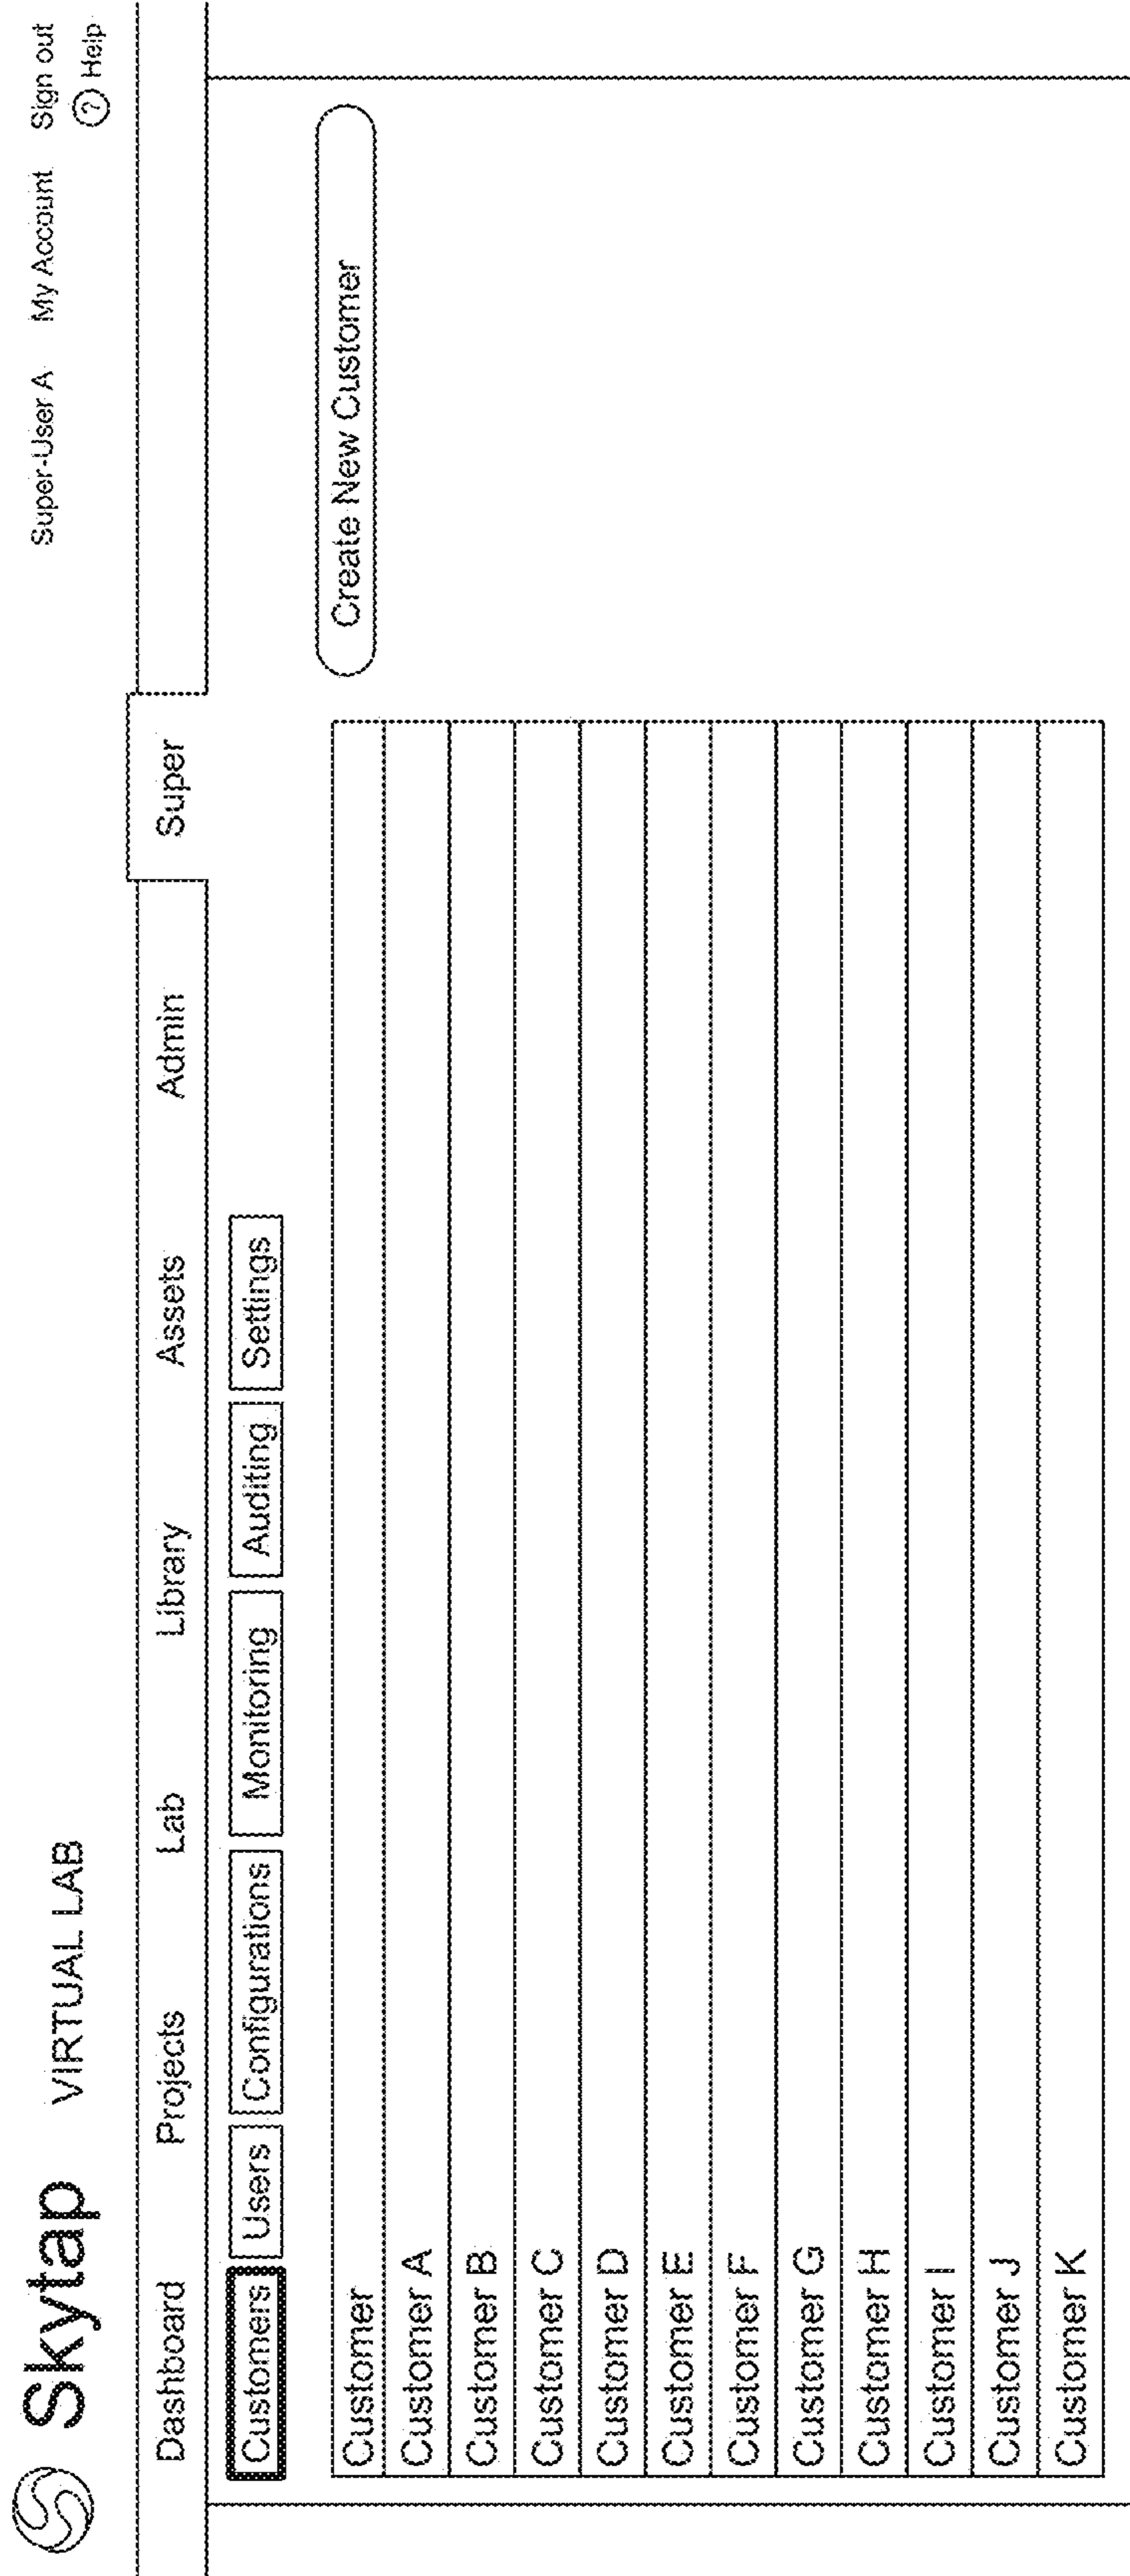 Skytap VIRTUAL LAB Super-User A My Account Sign out
? Help
Dashboard Projects Lab Library Assets Admin Super
Customers Users Configurations Monitoring Auditing Settings
Create New Customer
Customer
Customer A
Customer B
Customer C
Customer D
Customer E
Customer F
Customer G
Customer H
Customer I
Customer J
Customer K